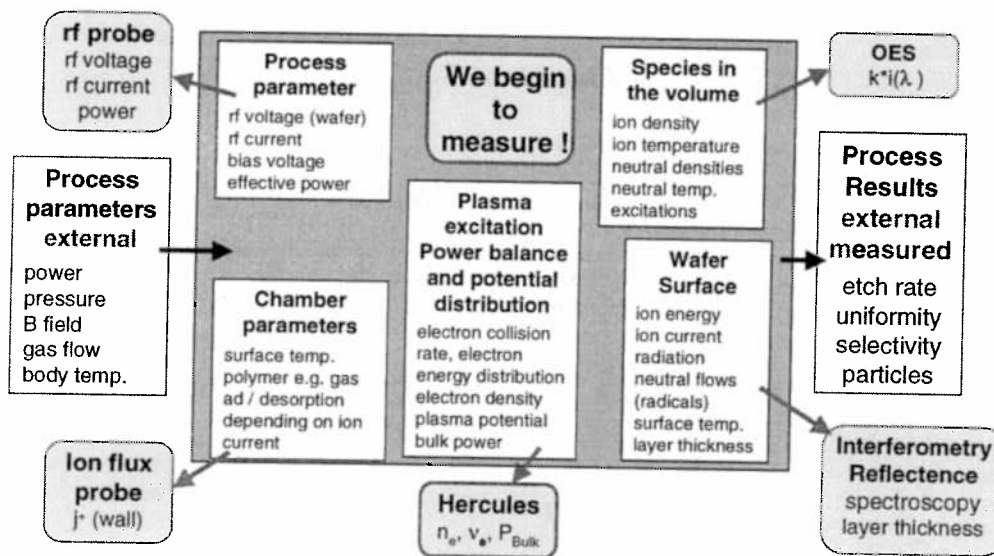 rf probe
rf voltage
rf current
power
Process
parameter
rf voltage (wafer)
rf current
bias voltage
effective power
We begin
to
measure !
Species in
the volume
ion density
ion temperature
neutral densities
neutral temp.
excitations
OES
k*i(λ)
Process
parameters
external
power
pressure
B field
gas flow
body temp.
Chamber
parameters
surface temp.
polymer e.g. gas
ad / desorption
depending on ion
current
Plasma
excitation
Power balance
and potential
distribution
electron collision
rate, electron
energy distribution
electron density
plasma potential
bulk power
Wafer
Surface
ion energy
ion current
radiation
neutral flows
(radicals)
surface temp.
layer thickness
Process
Results
external
measured
etch rate
uniformity
selectivity
particles
Ion flux
probe
j⁺ (wall)
Hercules
nₑ, νₑ, P_Bulk
Interferometry
Reflectence
spectroscopy
layer thickness